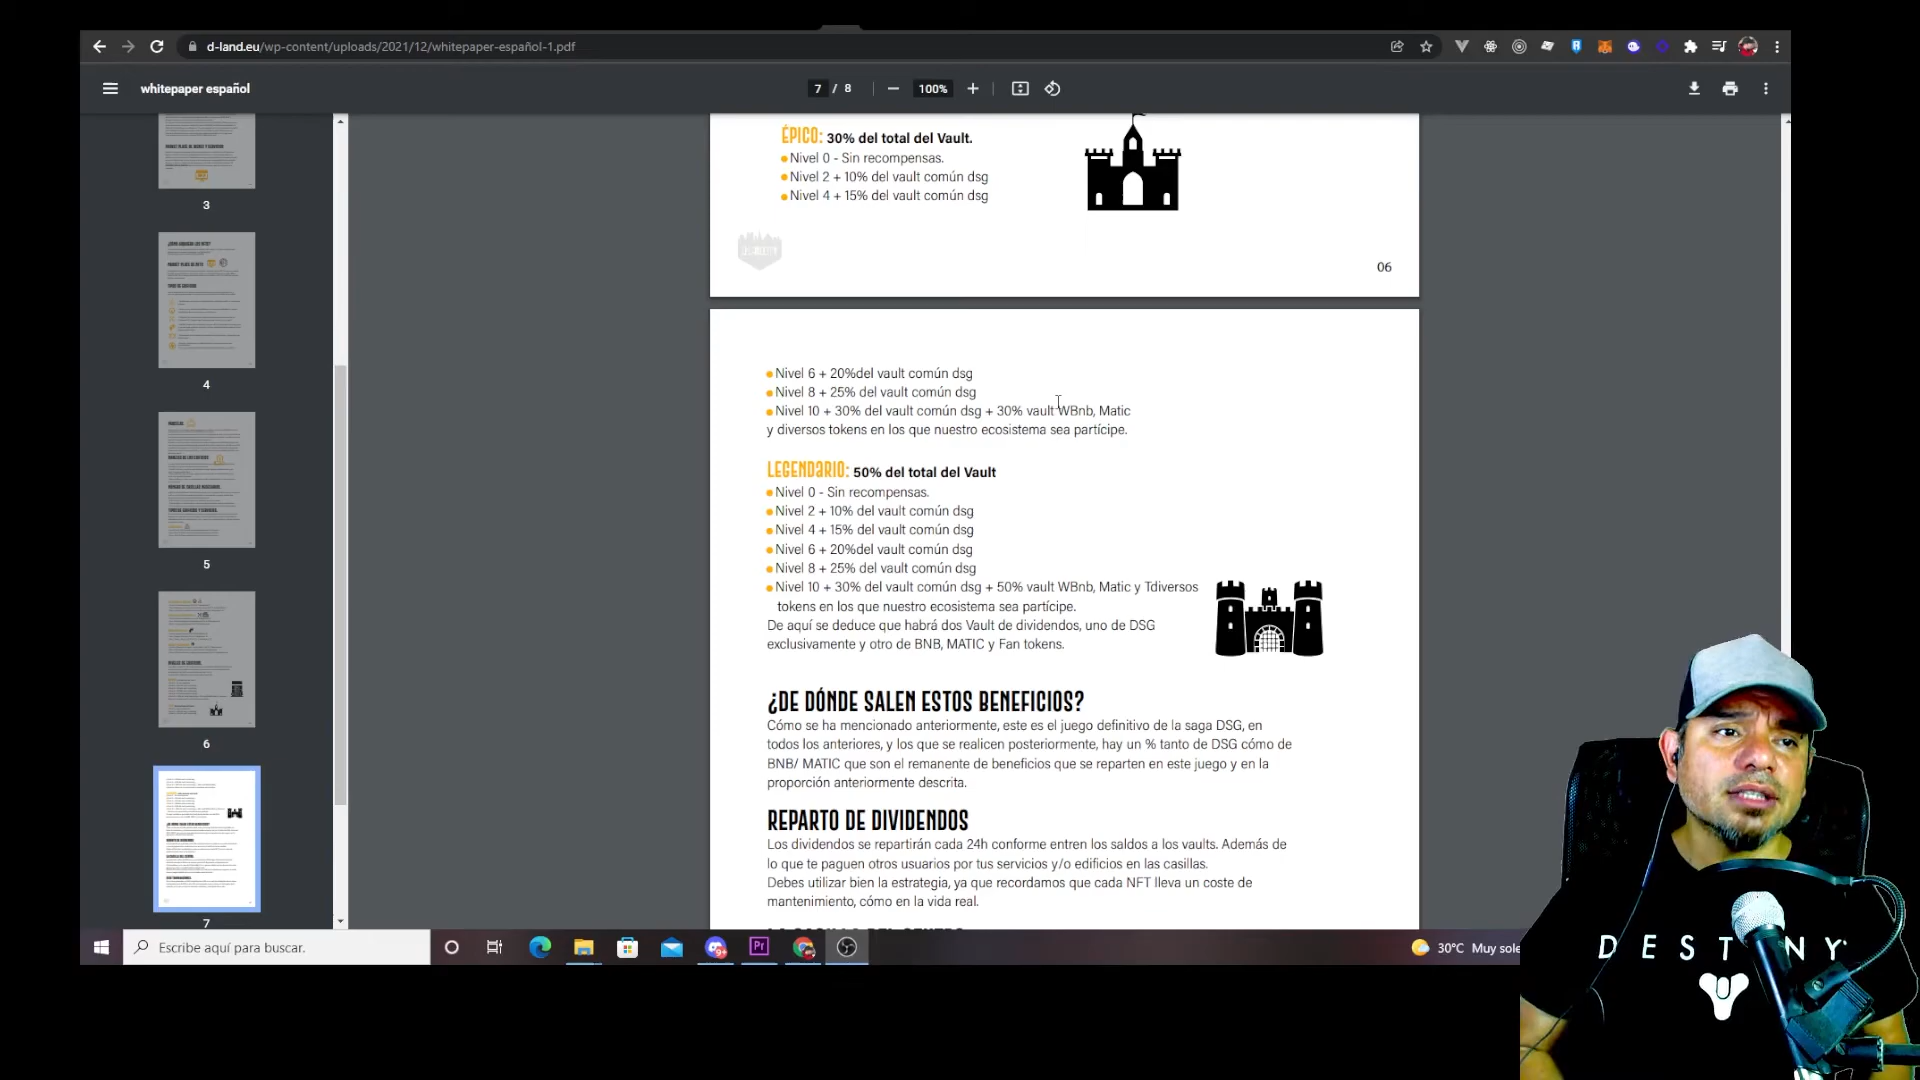 d-land.eu/wp-content/uploads/2021/12/whitepaper-español-1.pdf
whitepaper español
7 / 8
100%
3
4
5
6
7
ÉPICO: 30% del total del Vault.
Nivel 0 - Sin recompensas.
Nivel 2 + 10% del vault común dsg
Nivel 4 + 15% del vault común dsg
06
Nivel 6 + 20%del vault común dsg
Nivel 8 + 25% del vault común dsg
Nivel 10 + 30% del vault común dsg + 30% vault WBnb, Matic
y diversos tokens en los que nuestro ecosistema sea partícipe.
LEGENDARIO: 50% del total del Vault
Nivel 0 - Sin recompensas.
Nivel 2 + 10% del vault común dsg
Nivel 4 + 15% del vault común dsg
Nivel 6 + 20%del vault común dsg
Nivel 8 + 25% del vault común dsg
Nivel 10 + 30% del vault común dsg + 50% vault WBnb, Matic y Tdiversos
tokens en los que nuestro ecosistema sea partícipe.
De aquí se deduce que habrá dos Vault de dividendos, uno de DSG
exclusivamente y otro de BNB, MATIC y Fan tokens.
¿DE DÓNDE SALEN ESTOS BENEFICIOS?
Cómo se ha mencionado anteriormente, este es el juego definitivo de la saga DSG, en
todos los anteriores, y los que se realicen posteriormente, hay un % tanto de DSG cómo de
BNB/ MATIC que son el remanente de beneficios que se reparten en este juego y en la
proporción anteriormente descrita.
REPARTO DE DIVIDENDOS
Los dividendos se repartirán cada 24h conforme entren los saldos a los vaults. Además de
lo que te paguen otros usuarios por tus servicios y/o edificios en las casillas.
Debes utilizar bien la estrategia, ya que recordamos que cada NFT lleva un coste de
mantenimiento, cómo en la vida real.
Escribe aquí para buscar.
Pr
30°C Muy sole
DESTINY